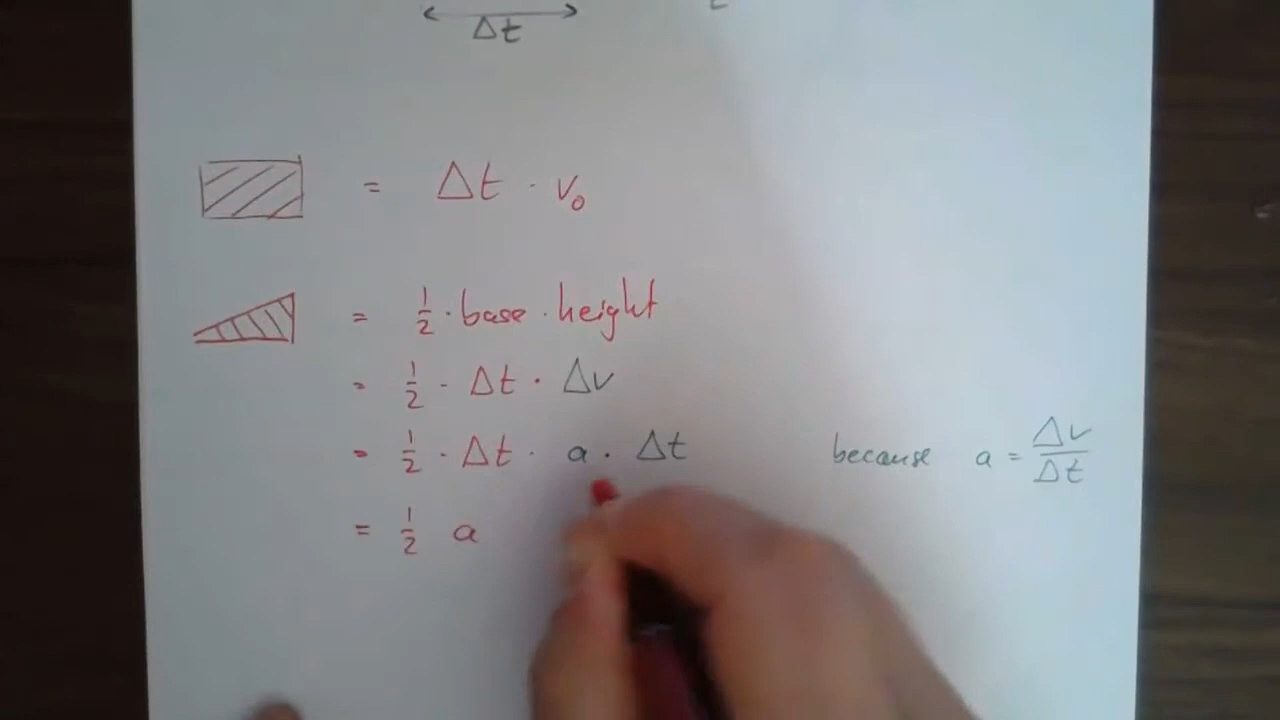 Δt
= Δt · v₀
= 1/2 · base · height
= 1/2 · Δt · Δv
= 1/2 · Δt · a · Δt because a = Δv/Δt
= 1/2 a